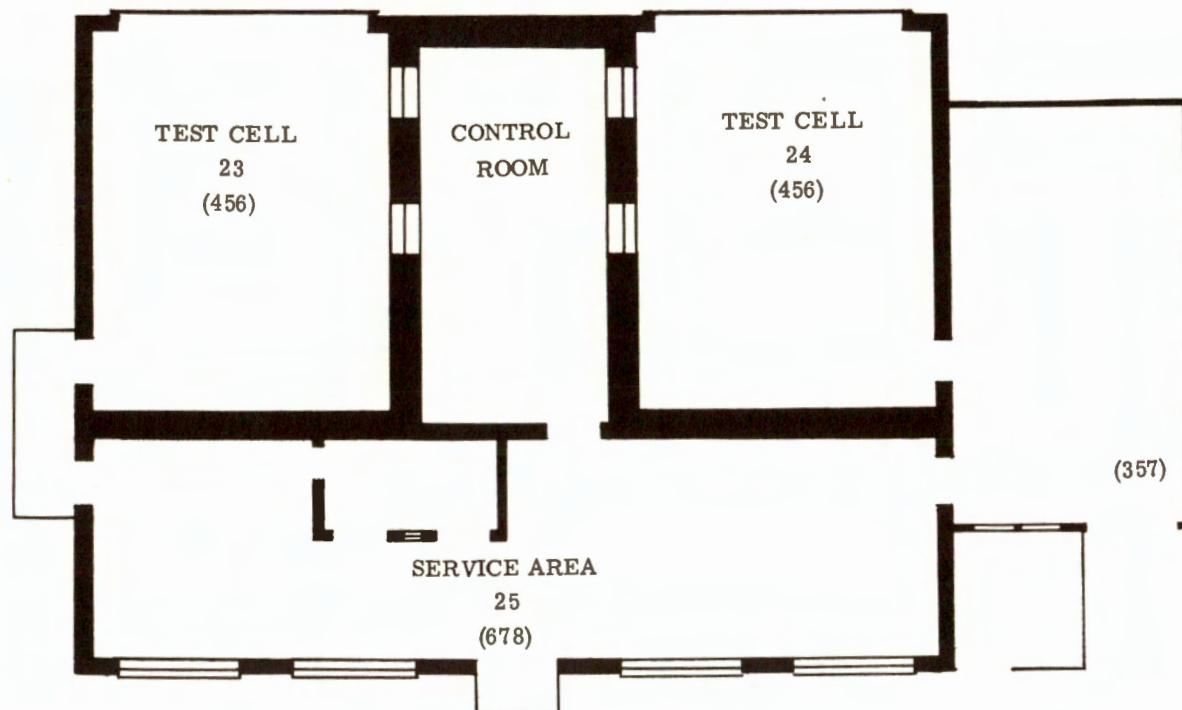 TEST CELL
23
(456)
CONTROL
ROOM
TEST CELL
24
(456)
(357)
SERVICE AREA
25
(678)